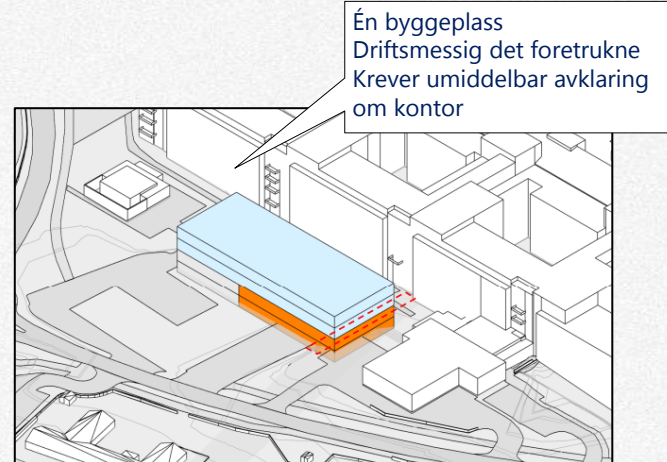 Én byggeplass
Driftsmessig det foretrukne
Krever umiddelbar avklaring
om kontor